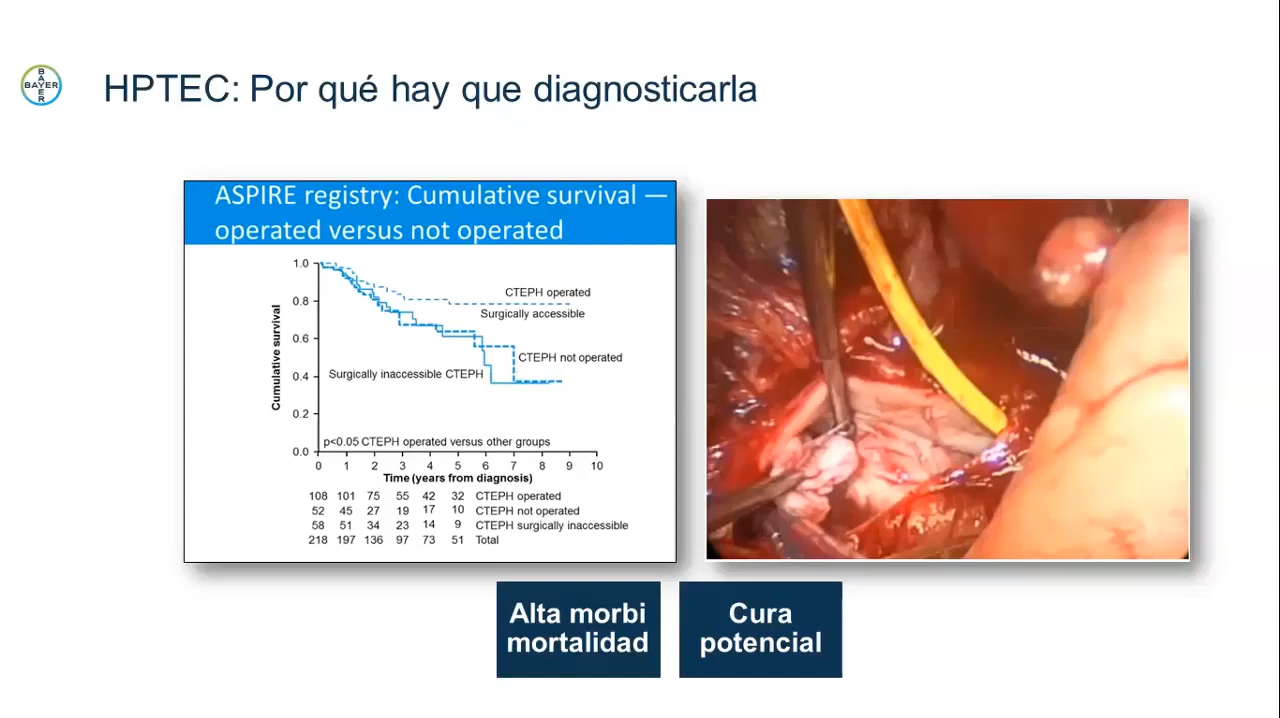 BAYER
BAYER
HPTEC: Por qué hay que diagnosticarla
ASPIRE registry: Cumulative survival —
operated versus not operated
Cumulative survival
1.0
0.8
0.6
0.4
0.2
0.0
CTEPH operated
Surgically accessible
CTEPH not operated
Surgically inaccessible CTEPH
p<0.05 CTEPH operated versus other groups
0 1 2 3 4 5 6 7 8 9 10
Time (years from diagnosis)
108 101 75 55 42 32 CTEPH operated
52 45 27 19 17 10 CTEPH not operated
58 51 34 23 14 9 CTEPH surgically inaccessible
218 197 136 97 73 51 Total
Alta morbi
mortalidad
Cura
potencial